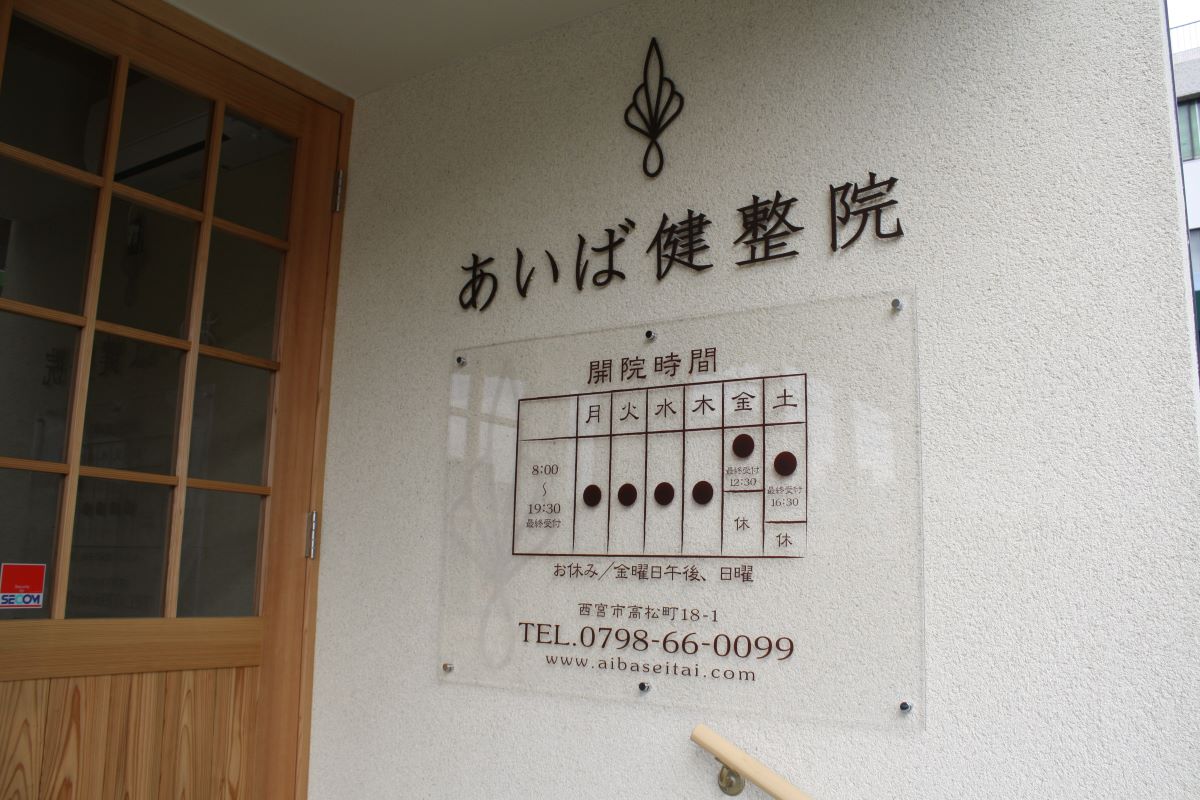 あいば健整院
開院時間
月 火 水 木 金 土
8:00
～
19:30
最終受付
● ● ● ● ● ●
最終受付
12:30
休
最終受付
16:30
休
お休み／金曜日午後、日曜
西宮市高松町18-1
TEL.0798-66-0099
www.aibaseitai.com
SECOM